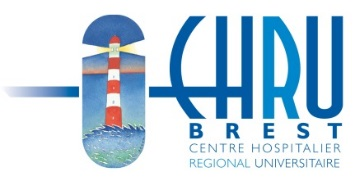 CHRU
BREST
CENTRE HOSPITALIER
REGIONAL UNIVERSITAIRE